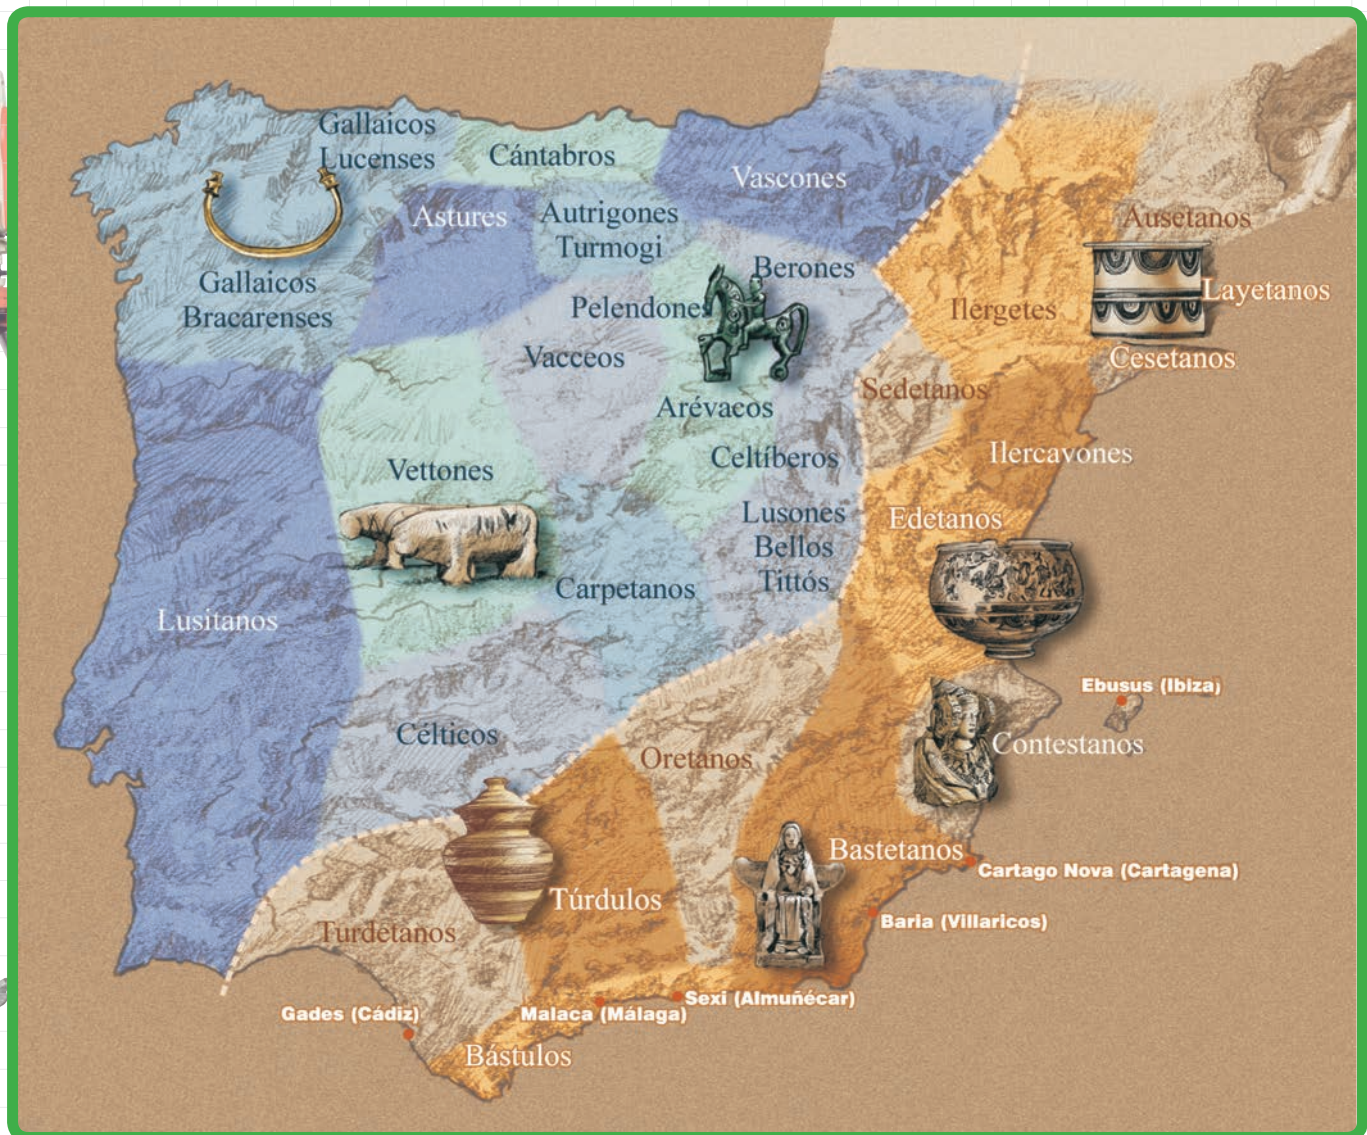 Gallaicos
Lucenses
Cántabros
Vascones
Astures
Autrigones
Turmogi
Ausetanos
Berones
Gallaicos
Bracarenses
Pelendones
Ilergetes
Layetanos
Vacceos
Cesetanos
Sedetanos
Arévacos
Ilercavones
Celtíberos
Vettones
Lusones
Bellos
Tittós
Edetanos
Carpetanos
Lusitanos
Ebusus (Ibiza)
Célticos
Contestanos
Oretanos
Bastetanos
Cartago Nova (Cartagena)
Túrdulos
Baria (Villaricos)
Turdetanos
Sexi (Almuñécar)
Gades (Cádiz)
Malaca (Málaga)
Bástulos